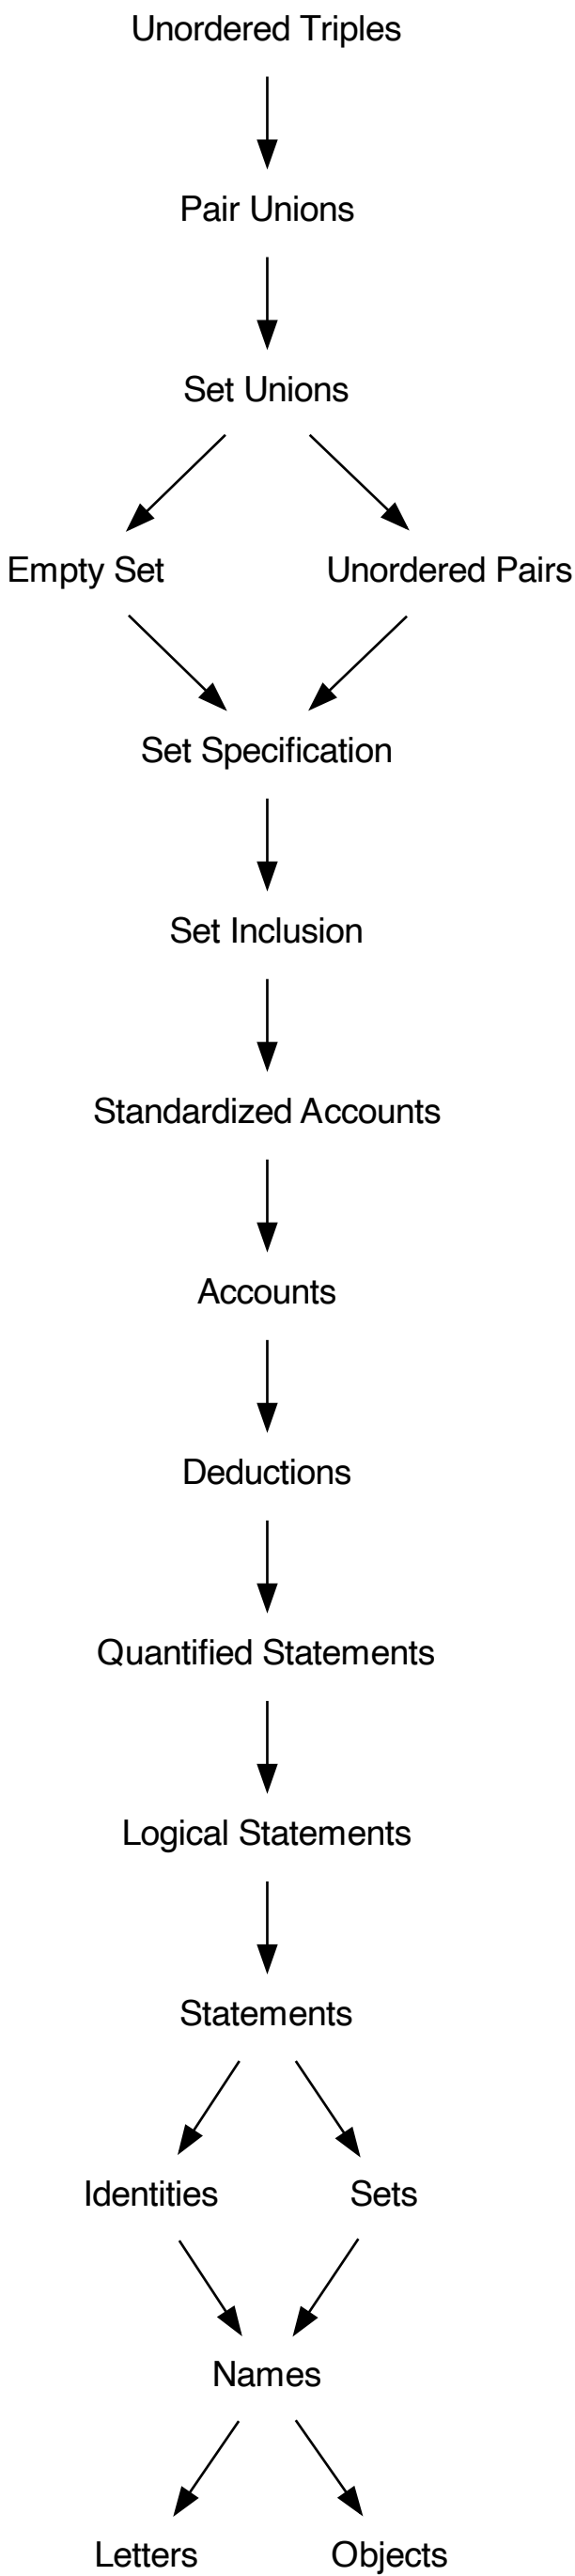 Unordered Triples
Pair Unions
Set Unions
Empty Set
Unordered Pairs
Set Specification
Set Inclusion
Standardized Accounts
Accounts
Deductions
Quantified Statements
Logical Statements
Statements
Identities
Sets
Names
Letters
Objects